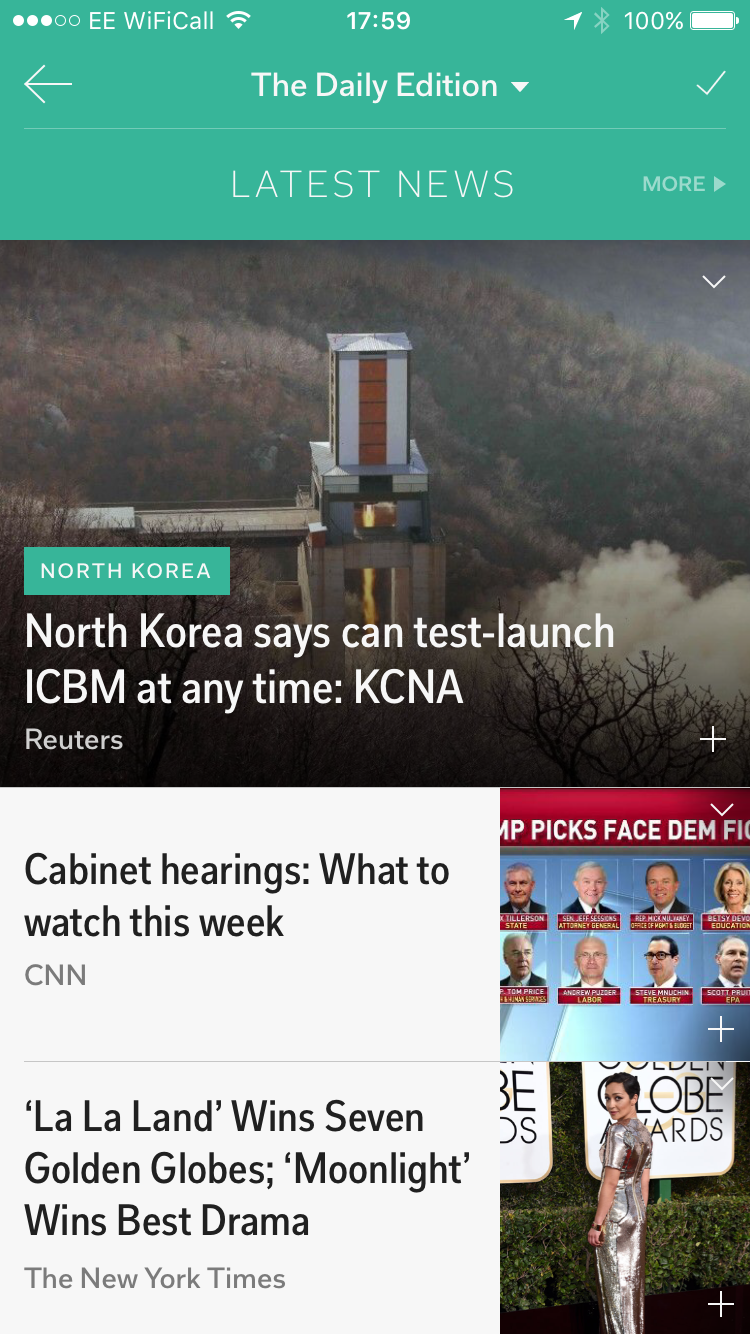 EE WiFiCall 17:59 100%
The Daily Edition
LATEST NEWS MORE
NORTH KOREA
North Korea says can test-launch
ICBM at any time: KCNA
Reuters
Cabinet hearings: What to
watch this week
CNN
MP PICKS FACE DEM FIG
TILLERSON SEN. JEFF SESSIONS REP. MICK MULVANEY BETSY DEVO
STATE ATTORNEY GENERAL OFFICE OF MGMT & BUDGET EDUCATION
P. TOM PRICE ANDREW PUZDER STEVE MNUCHIN SCOTT PRUIT
H & HUMAN SERVICES LABOR TREASURY EPA
‘La La Land’ Wins Seven
Golden Globes; ‘Moonlight’
Wins Best Drama
The New York Times
GOLDEN
BE GLOBE
DS AWARDS